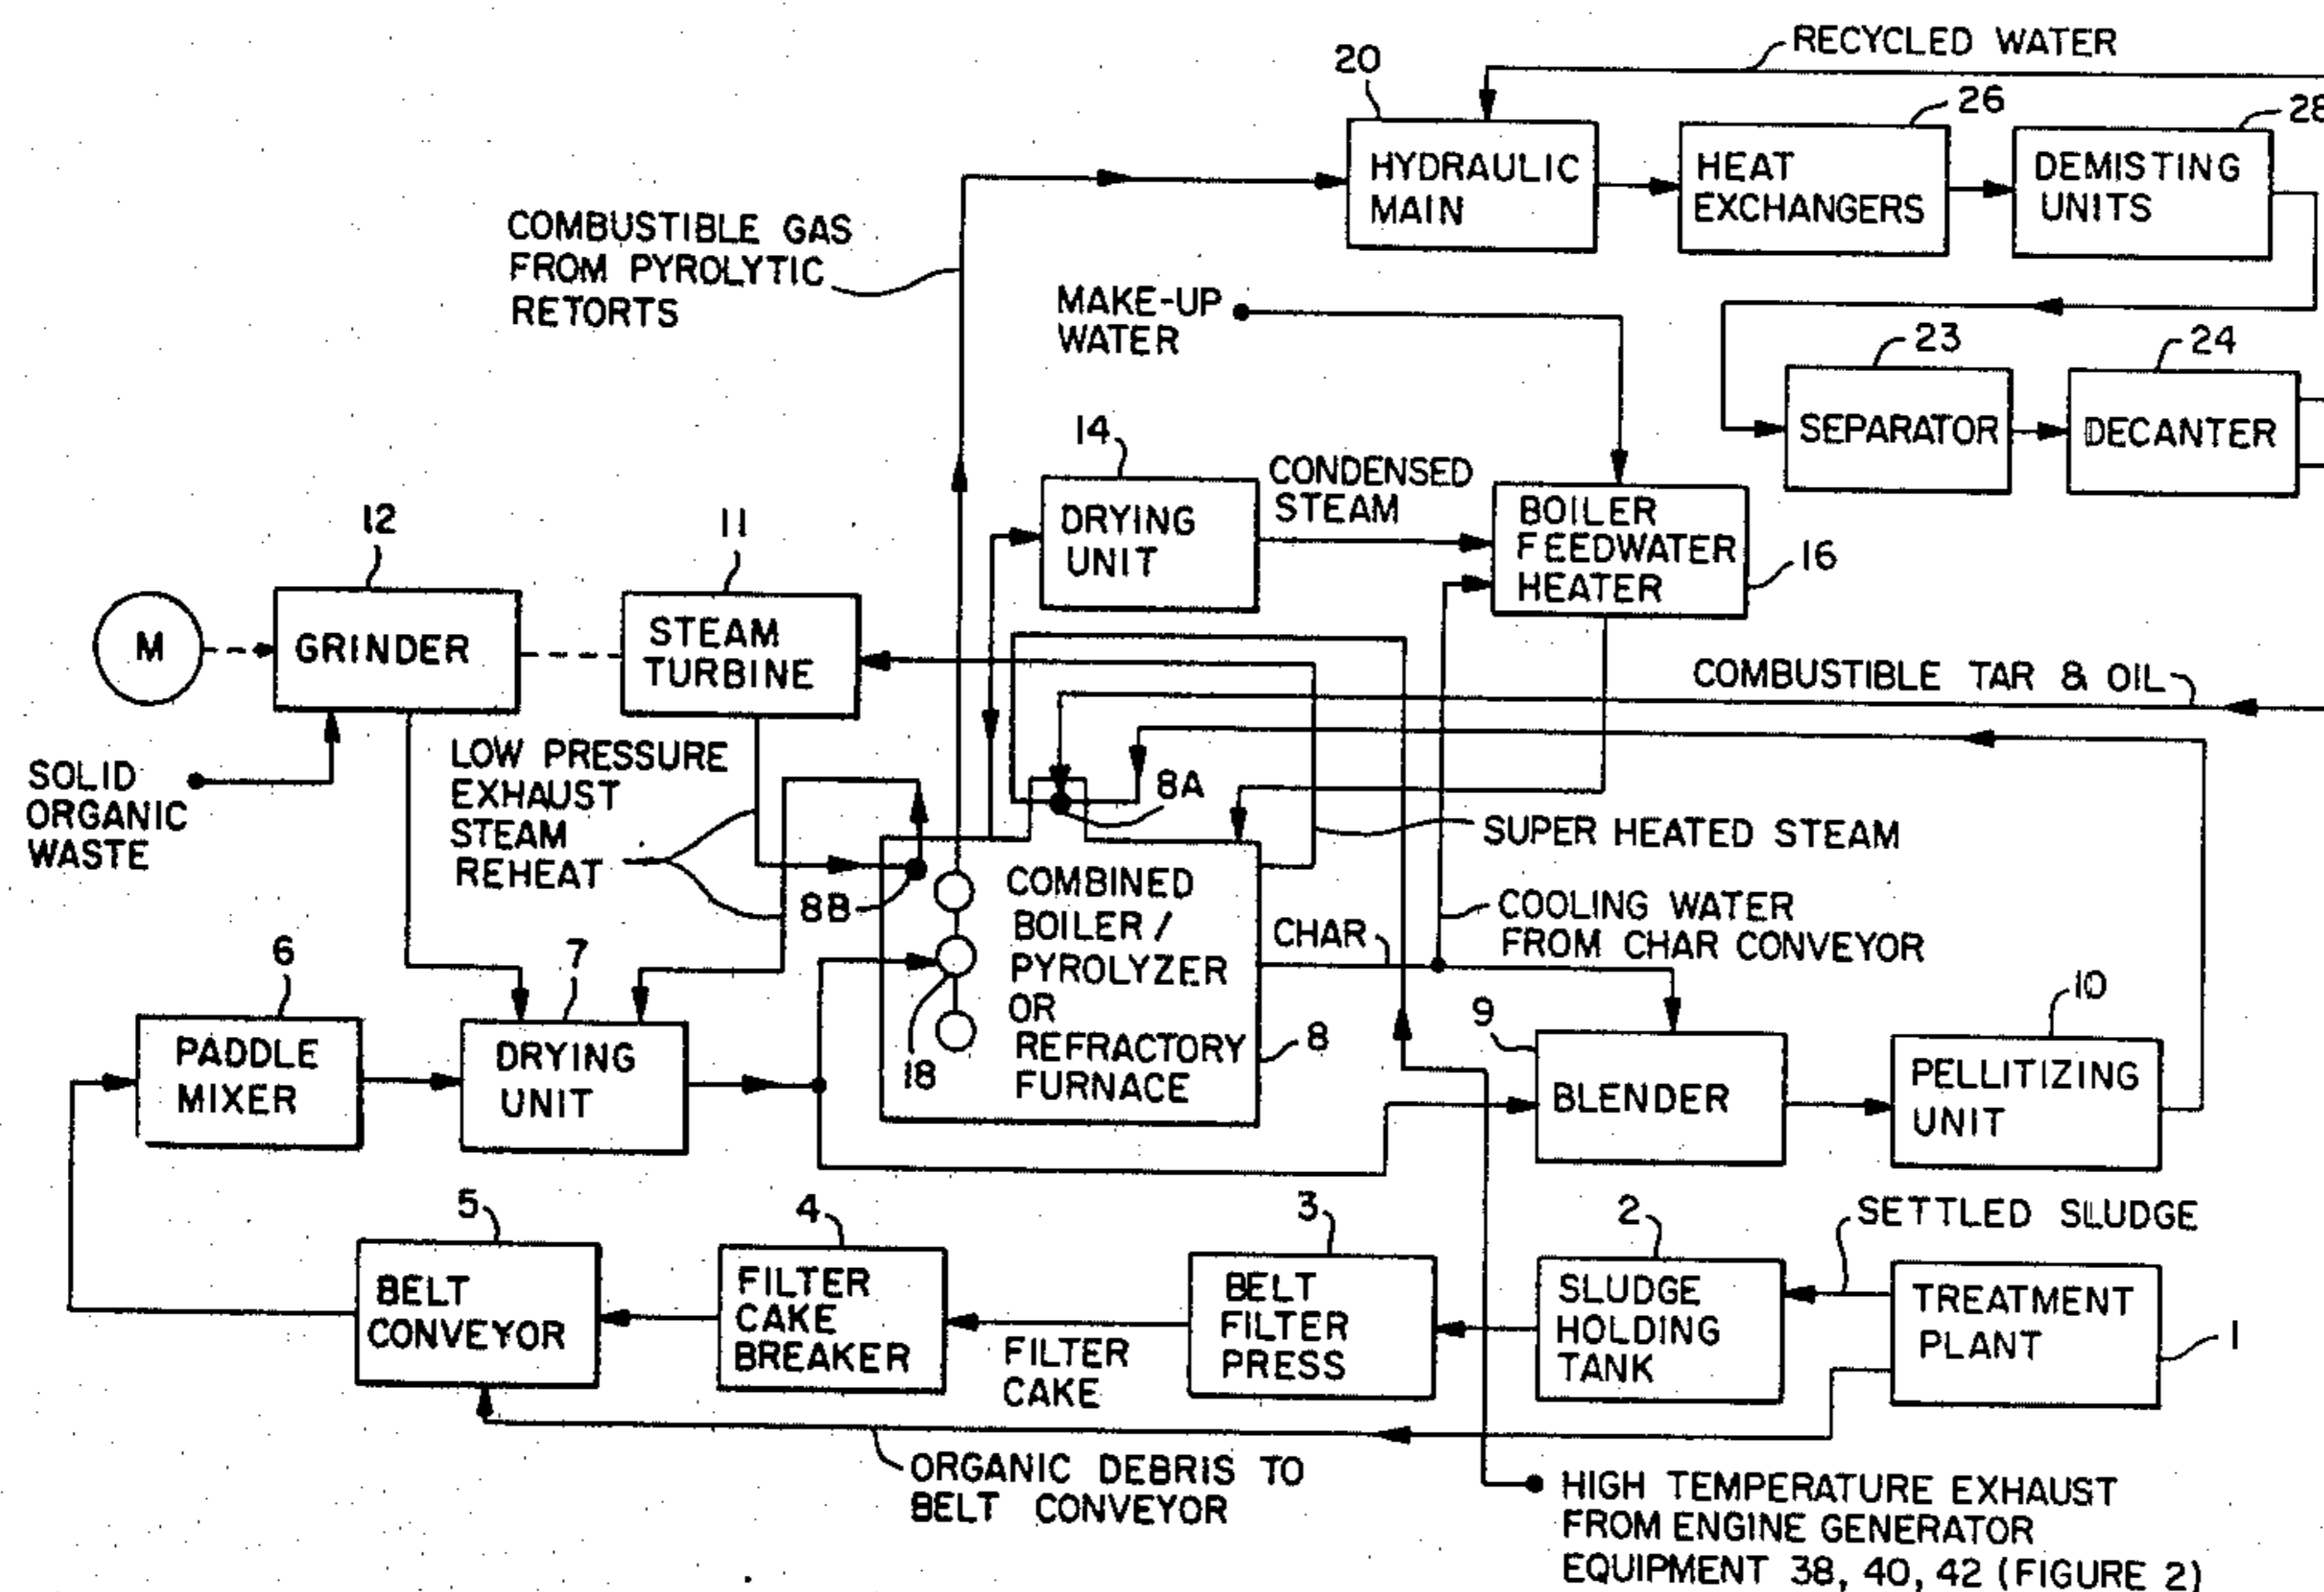 RECYCLED WATER
20
26
28
HYDRAULIC
MAIN
HEAT
EXCHANGERS
DEMISTING
UNITS
COMBUSTIBLE GAS
FROM PYROLYTIC
RETORTS
MAKE-UP
WATER
23
24
SEPARATOR
DECANTER
14
DRYING
UNIT
CONDENSED
STEAM
BOILER
FEEDWATER
HEATER
16
12
11
M
GRINDER
STEAM
TURBINE
COMBUSTIBLE TAR & OIL
SOLID
ORGANIC
WASTE
LOW PRESSURE
EXHAUST
STEAM
REHEAT
8A
8B
SUPER HEATED STEAM
COMBINED
BOILER /
PYROLYZER
OR
REFRACTORY
FURNACE
8
18
CHAR
COOLING WATER
FROM CHAR CONVEYOR
6
7
9
10
PADDLE
MIXER
DRYING
UNIT
BLENDER
PELLITIZING
UNIT
5
4
3
2
SETTLED SLUDGE
BELT
CONVEYOR
FILTER
CAKE
BREAKER
FILTER
CAKE
BELT
FILTER
PRESS
SLUDGE
HOLDING
TANK
TREATMENT
PLANT
1
ORGANIC DEBRIS TO
BELT CONVEYOR
HIGH TEMPERATURE EXHAUST
FROM ENGINE GENERATOR
EQUIPMENT 38, 40, 42 (FIGURE 2)